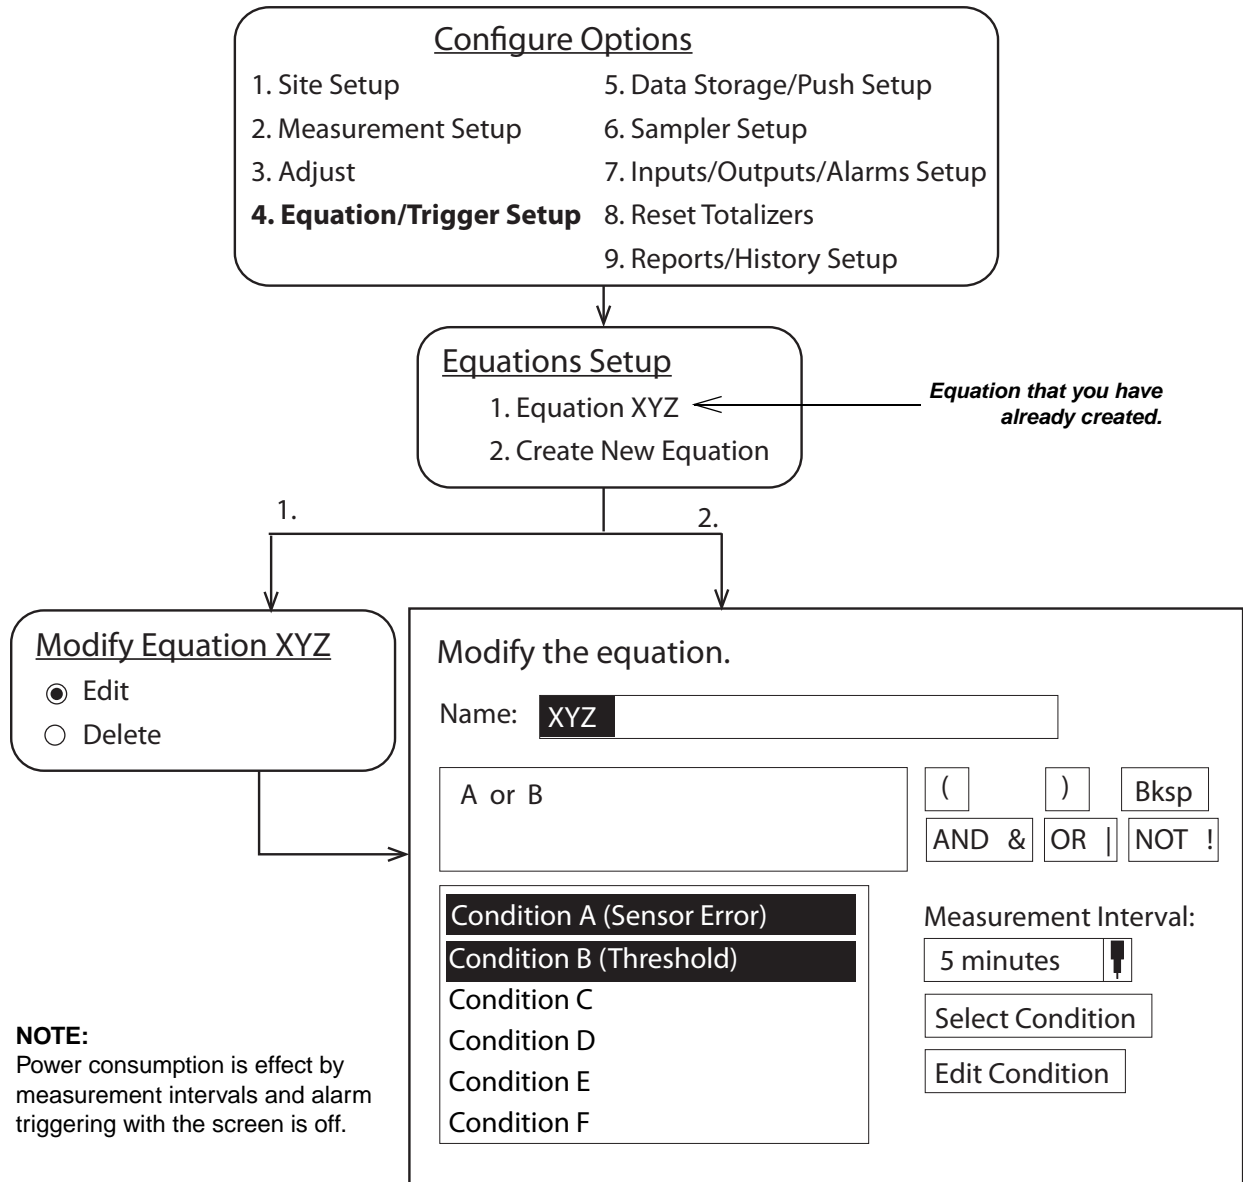 Configure Options
1. Site Setup
2. Measurement Setup
3. Adjust
4. Equation/Trigger Setup
5. Data Storage/Push Setup
6. Sampler Setup
7. Inputs/Outputs/Alarms Setup
8. Reset Totalizers
9. Reports/History Setup
Equations Setup
1. Equation XYZ
2. Create New Equation
Equation that you have
already created.
1.
2.
Modify Equation XYZ
Edit
Delete
Modify the equation.
Name: XYZ
A or B
( ) Bksp
AND & OR | NOT !
Condition A (Sensor Error)
Condition B (Threshold)
Condition C
Condition D
Condition E
Condition F
Measurement Interval:
5 minutes
Select Condition
Edit Condition
NOTE:
Power consumption is effect by
measurement intervals and alarm
triggering with the screen is off.